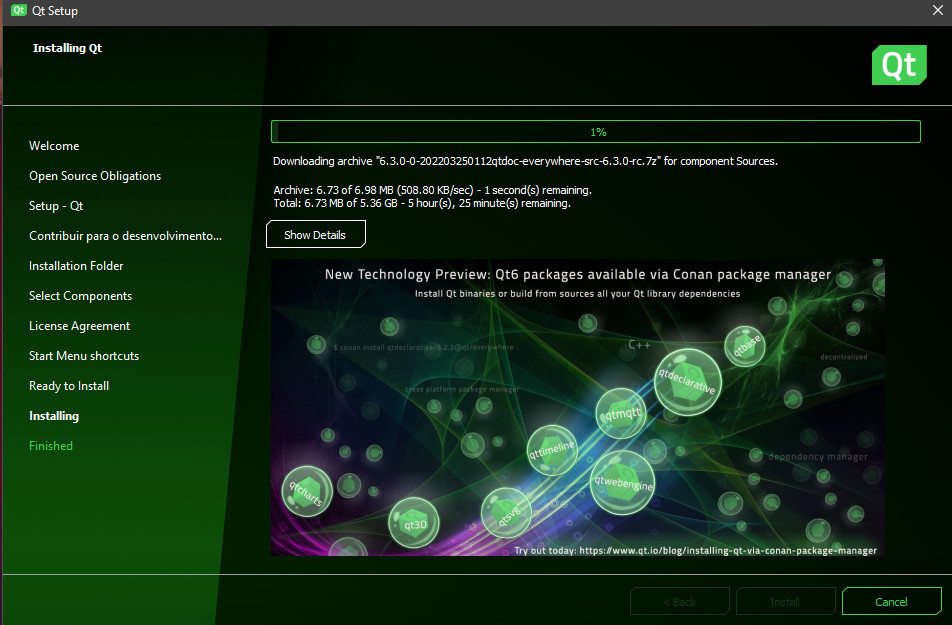 Qt Qt Setup
Installing Qt
Qt
Welcome
Open Source Obligations
Setup - Qt
Contribuir para o desenvolvimento...
Installation Folder
Select Components
License Agreement
Start Menu shortcuts
Ready to Install
Installing
Finished
1%
Downloading archive "6.3.0-0-202203250112qtdoc-everywhere-src-6.3.0-rc.7z" for component Sources.
Archive: 6.73 of 6.98 MB (508.80 KB/sec) - 1 second(s) remaining.
Total: 6.73 MB of 5.36 GB - 5 hour(s), 25 minute(s) remaining.
Show Details
New Technology Preview: Qt6 packages available via Conan package manager
Install Qt binaries or build from sources all your Qt library dependencies
$ conan install qtdeclarative/6.2.3@qt/everywhere ...
C++
qtbase
decentralized
qtdeclarative
cross platform package manager
qtmqtt
qttimeline
dependency manager
qtwebengine
qtcharts
qtsvg
qt3D
Try out today: https://www.qt.io/blog/installing-qt-via-conan-package-manager
< Back
Install
Cancel